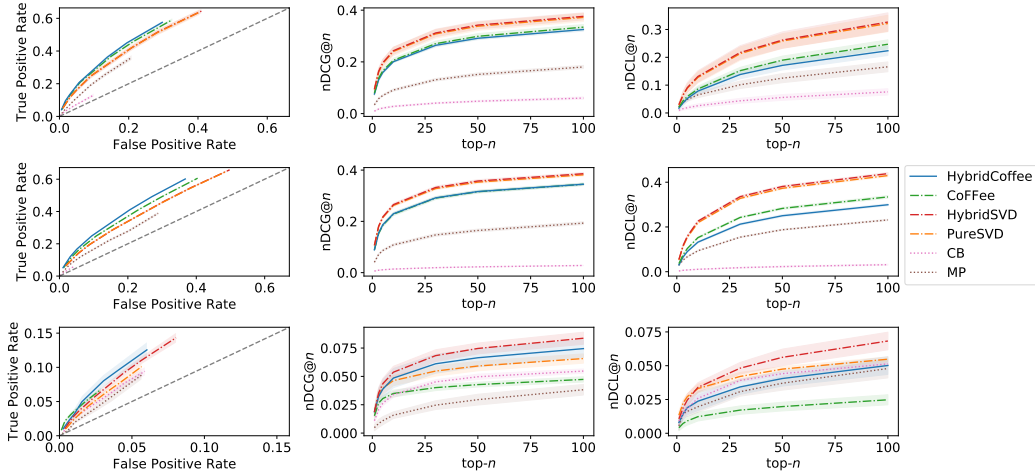 True Positive Rate
0.6
0.4
0.2
0.0
0.0 0.2 0.4 0.6
False Positive Rate
nDCG@n
0.4
0.2
0.0
0 25 50 75 100
top-n
nDCL@n
0.3
0.2
0.1
0.0
0 25 50 75 100
top-n
True Positive Rate
0.6
0.4
0.2
0.0
0.0 0.2 0.4 0.6
False Positive Rate
nDCG@n
0.4
0.2
0.0
0 25 50 75 100
top-n
nDCL@n
0.4
0.2
0.0
0 25 50 75 100
top-n
HybridCoffee
CoFFee
HybridSVD
PureSVD
CB
MP
True Positive Rate
0.15
0.10
0.05
0.00
0.00 0.05 0.10 0.15
False Positive Rate
nDCG@n
0.075
0.050
0.025
0.000
0 25 50 75 100
top-n
nDCL@n
0.075
0.050
0.025
0.000
0 25 50 75 100
top-n